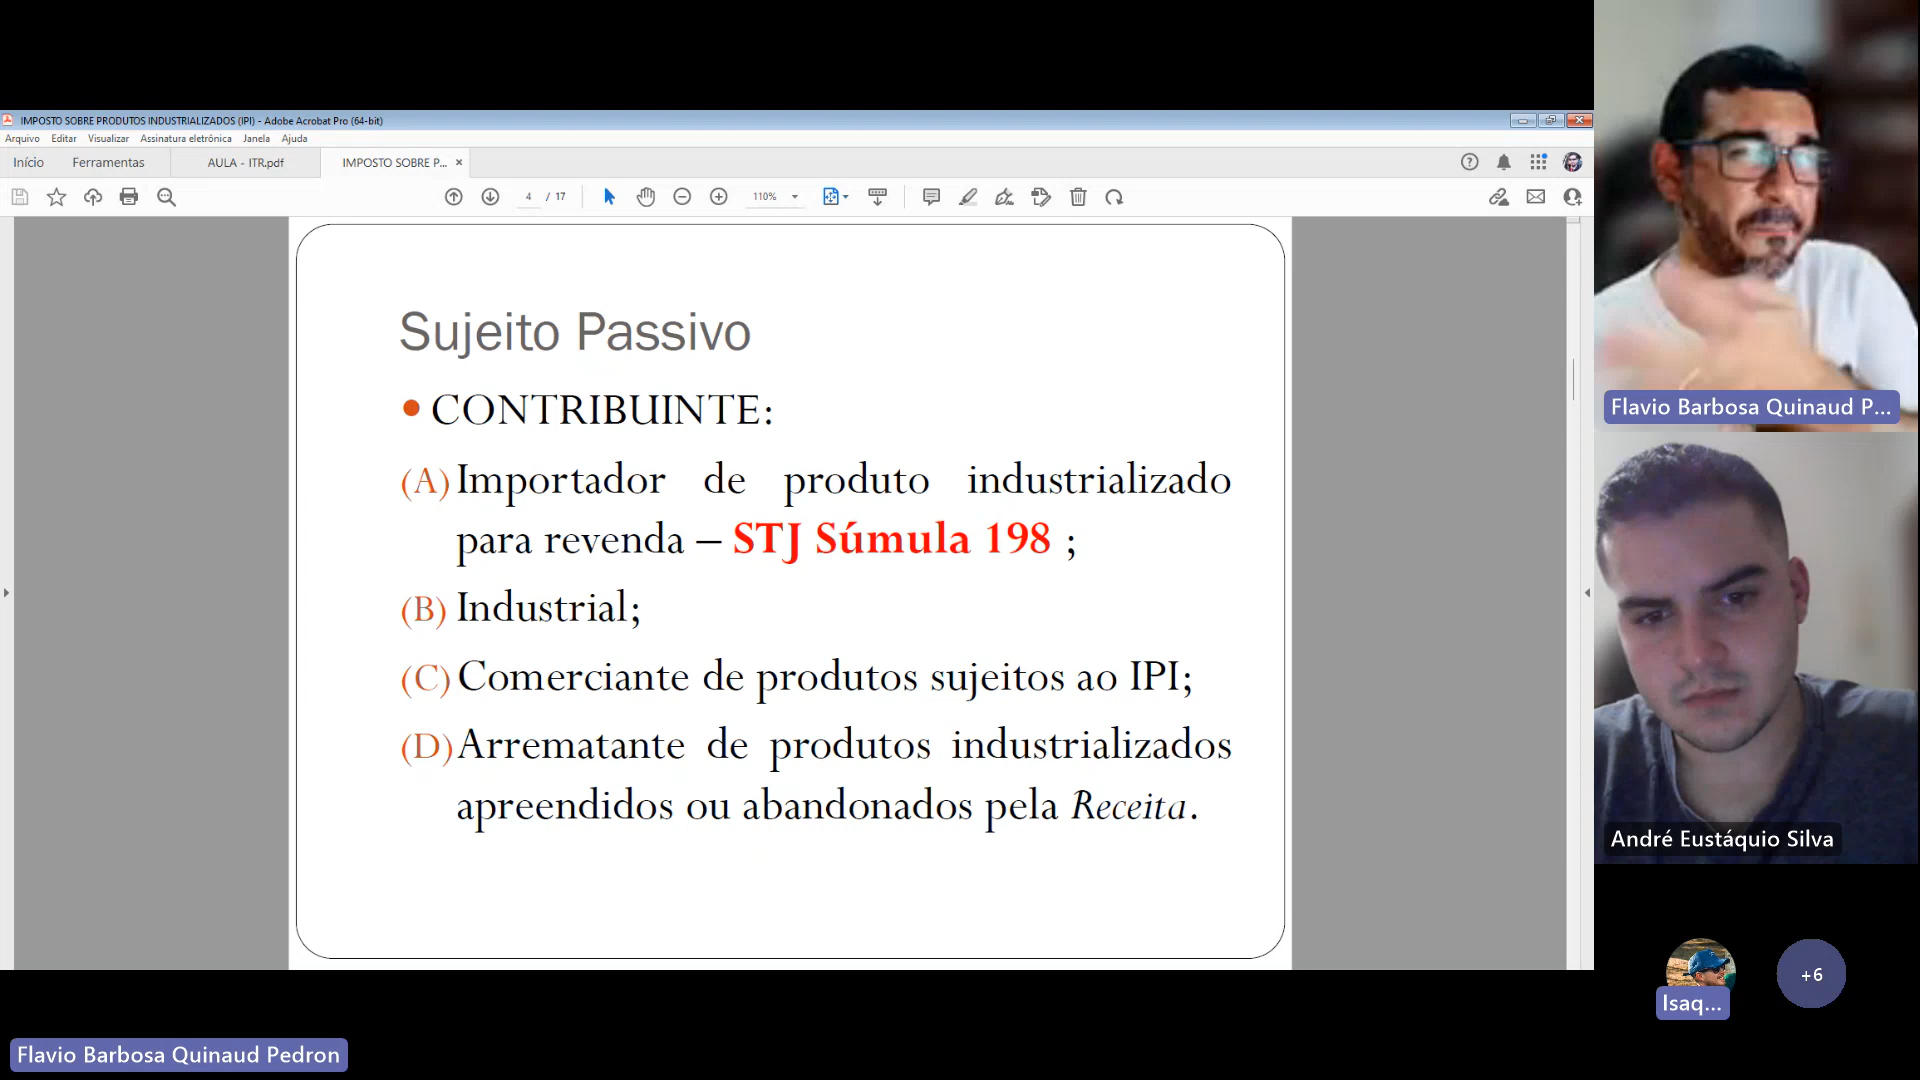 IMPOSTO SOBRE PRODUTOS INDUSTRIALIZADOS (IPI) - Adobe Acrobat Pro (64-bit)
Arquivo Editar Visualizar Assinatura eletrônica Janela Ajuda
Início Ferramentas AULA - ITR.pdf IMPOSTO SOBRE P... ×
4 / 17 110%
Sujeito Passivo
• CONTRIBUINTE:
(A) Importador de produto industrializado
para revenda – STJ Súmula 198 ;
(B) Industrial;
(C) Comerciante de produtos sujeitos ao IPI;
(D) Arrematante de produtos industrializados
apreendidos ou abandonados pela Receita.
Flavio Barbosa Quinaud P...
André Eustáquio Silva
Isaq...
+6
Flavio Barbosa Quinaud Pedron